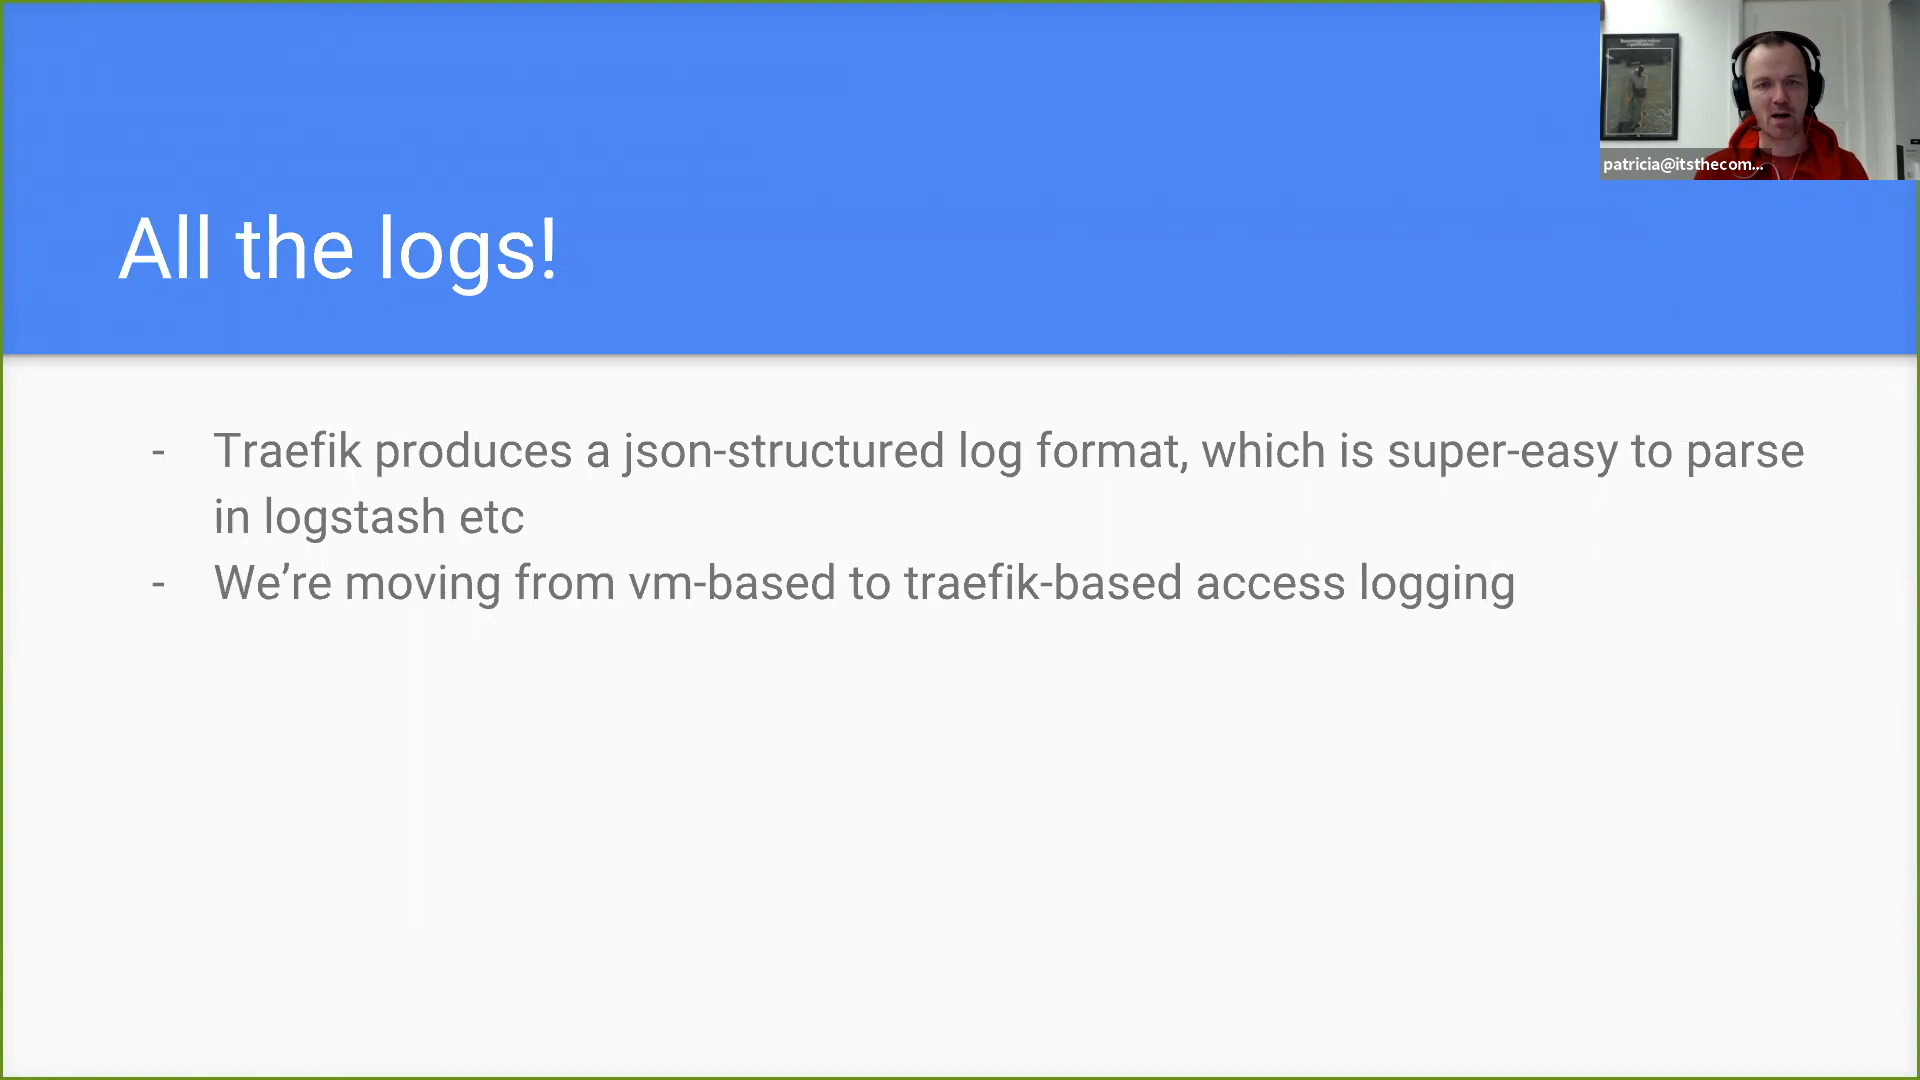 patricia@itsthecom...
All the logs!
- Traefik produces a json-structured log format, which is super-easy to parse
in logstash etc
- We’re moving from vm-based to traefik-based access logging